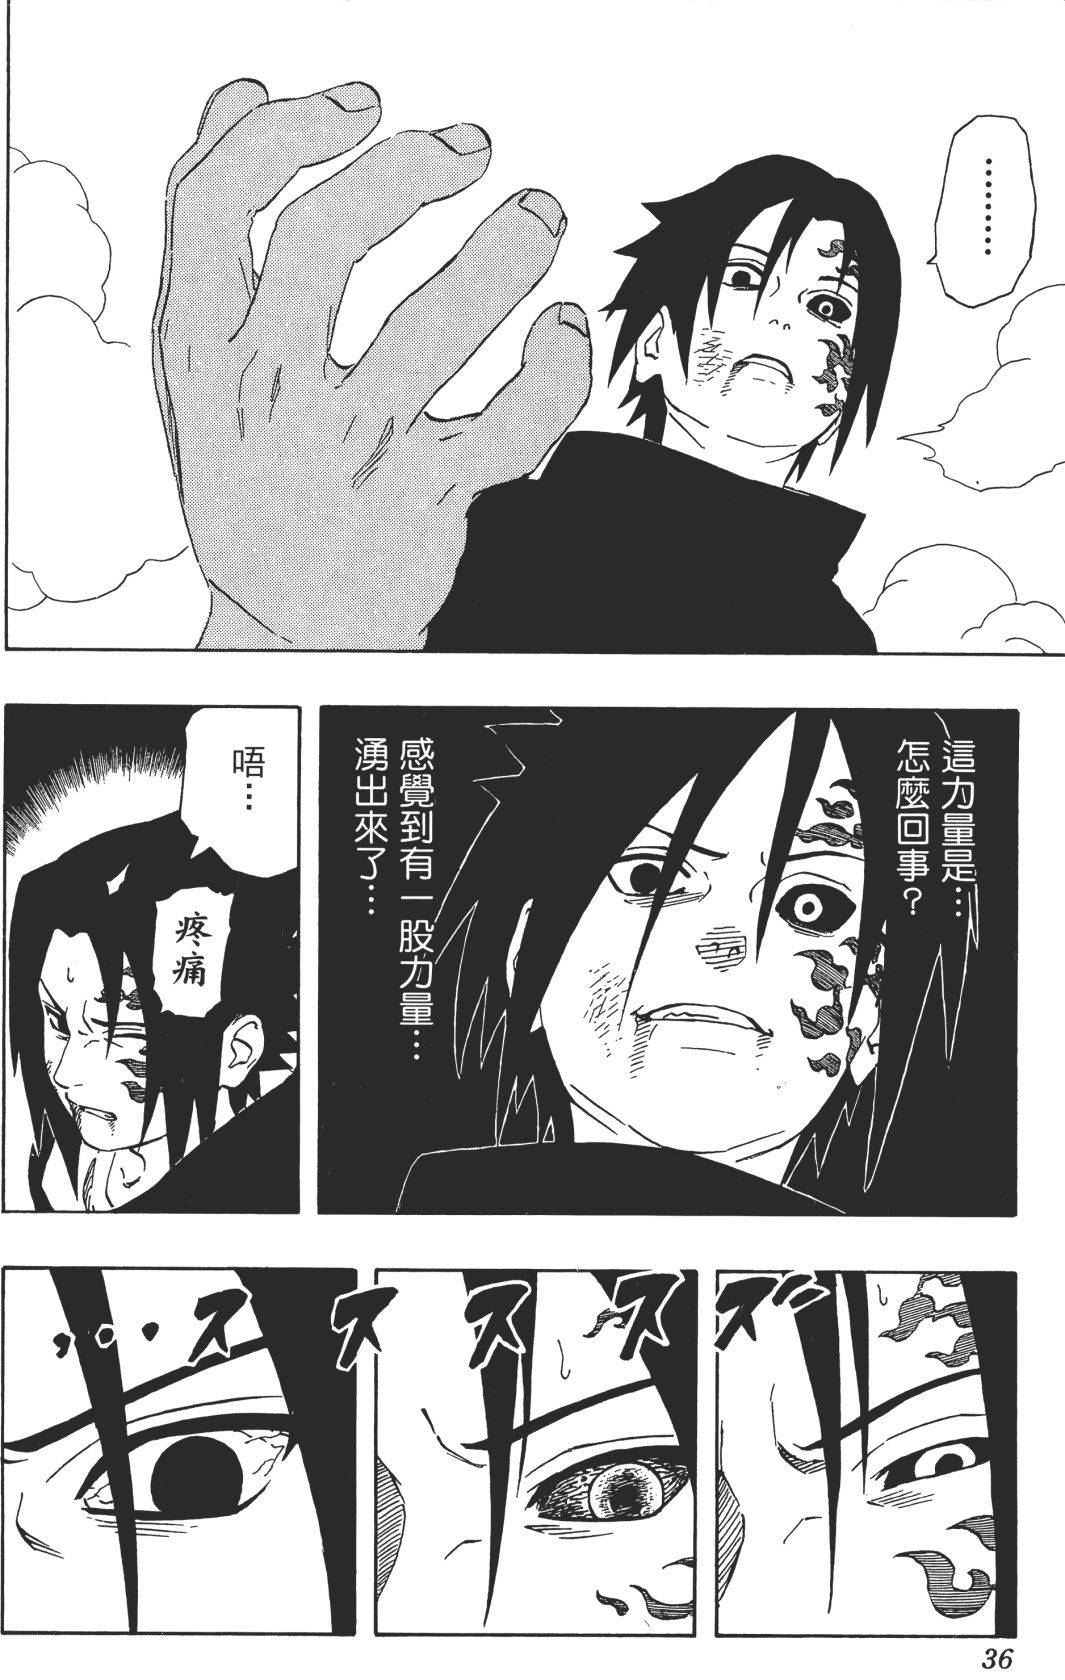 ………
這力量是…
怎麼回事？
感覺到有一股力量…
湧出來了…
唔…
疼痛
ズ
ス
ス
ス
ス
…
36